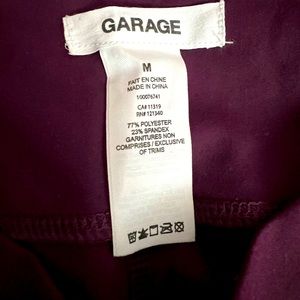 GARAGE
M
FAIT EN CHINE
MADE IN CHINA
100076741
CA# 11319
RN# 121340
77% POLYESTER
23% SPANDEX
GARNITURES NON
COMPRISES / EXCLUSIVE
OF TRIMS